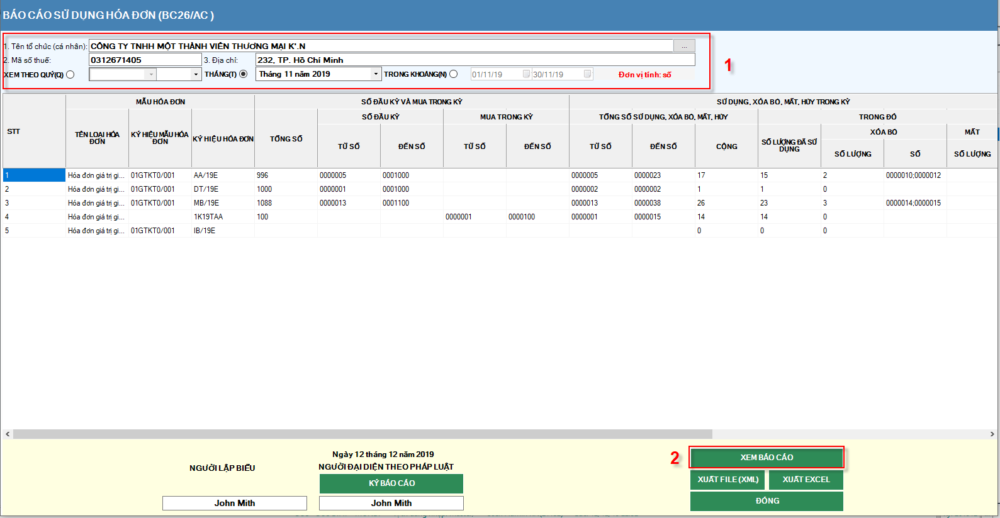 BÁO CÁO SỬ DỤNG HÓA ĐƠN (BC26/AC )
1. Tên tổ chức (cá nhân): CÔNG TY TNHH MỘT THÀNH VIÊN THƯƠNG MẠI K'.N ...
2. Mã số thuế: 0312671405 3. Địa chỉ: 232, TP. Hồ Chí Minh
XEM THEO QUÝ(Q) THÁNG(T) Tháng 11 năm 2019 TRONG KHOẢNG(N) 01/11/19 30/11/19 Đơn vị tính: số
1
MẪU HÓA ĐƠN SỐ ĐẦU KỲ VÀ MUA TRONG KỲ SỬ DỤNG, XÓA BỎ, MẤT, HỦY TRONG KỲ
SỐ ĐẦU KỲ MUA TRONG KỲ TỔNG SỐ SỬ DỤNG, XÓA BỎ, MẤT, HỦY TRONG ĐÓ
STT TÊN LOẠI HÓA ĐƠN KÝ HIỆU MẪU HÓA ĐƠN KÝ HIỆU HÓA ĐƠN TỔNG SỐ XÓA BỎ MẤT
TỪ SỐ ĐẾN SỐ TỪ SỐ ĐẾN SỐ TỪ SỐ ĐẾN SỐ CỘNG SỐ LƯỢNG ĐÃ SỬ DỤNG SỐ LƯỢNG SỐ SỐ LƯỢNG
1 Hóa đơn giá trị gi... 01GTKT0/001 AA/19E 996 0000005 0001000 0000005 0000023 17 15 2 0000010;0000012
2 Hóa đơn giá trị gi... 01GTKT0/001 DT/19E 1000 0000001 0001000 0000002 0000002 1 1 0
3 Hóa đơn giá trị gi... 01GTKT0/001 MB/19E 1088 0000013 0001100 0000013 0000038 26 23 3 0000014;0000015
4 Hóa đơn giá trị gi... 1K19TAA 100 0000001 0000100 0000001 0000015 14 14 0
5 Hóa đơn giá trị gi... 01GTKT0/001 IB/19E 0 0 0
Ngày 12 tháng 12 năm 2019
NGƯỜI LẬP BIỂU NGƯỜI ĐẠI DIỆN THEO PHÁP LUẬT
KÝ BÁO CÁO
John Mith John Mith
2 XEM BÁO CÁO
XUẤT FILE (XML) XUẤT EXCEL
ĐÓNG